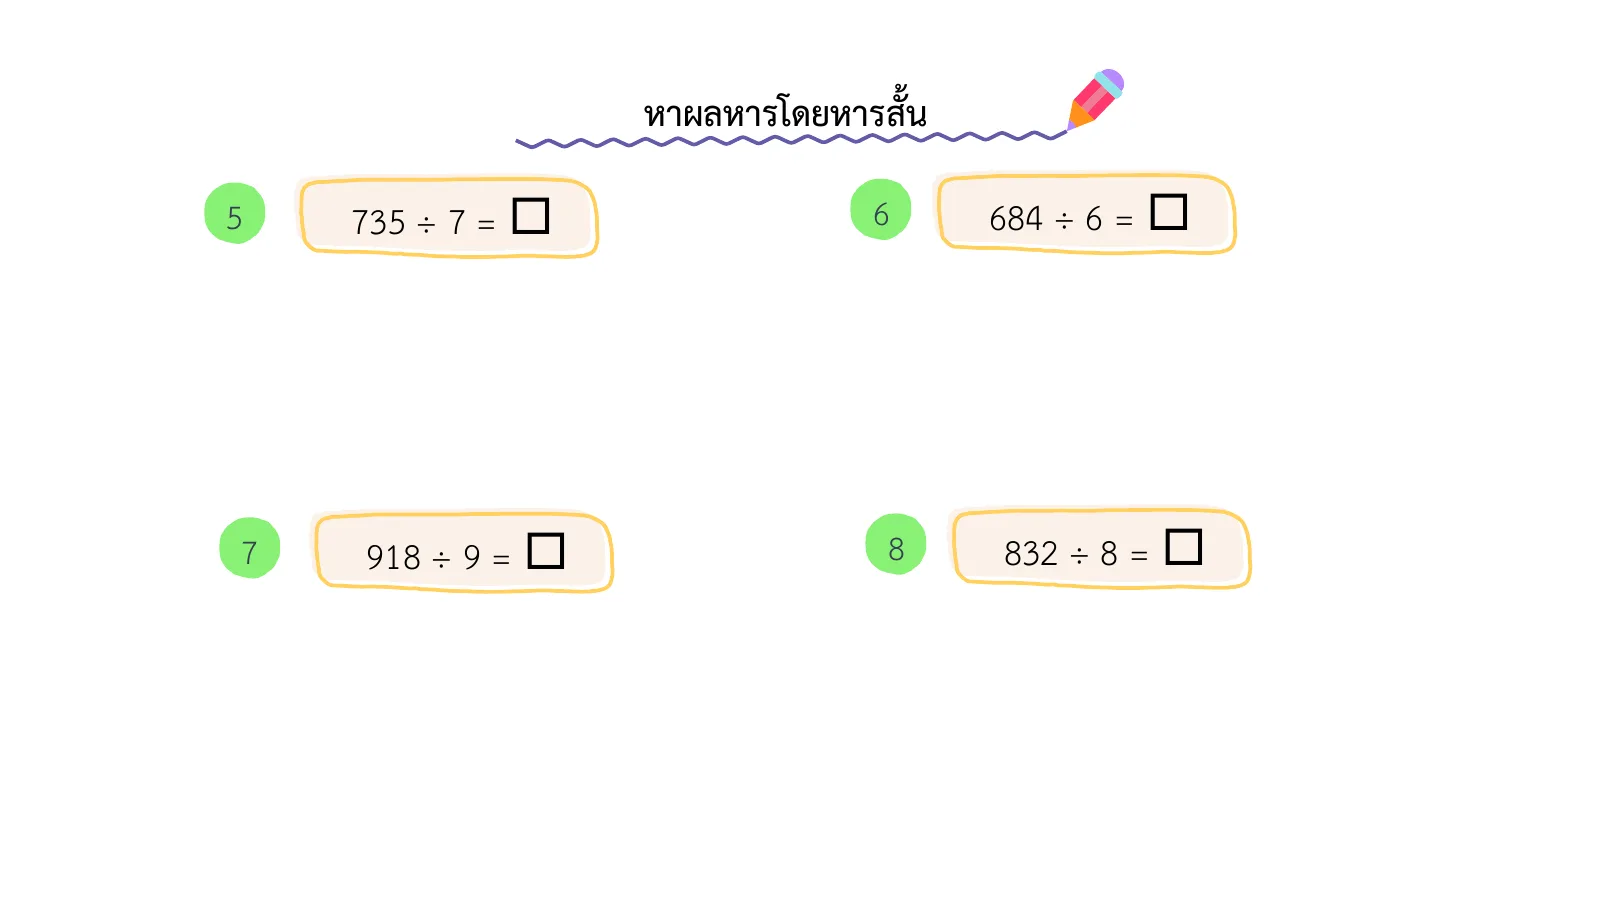 หาผลหารโดยหารสั้น
5
735 ÷ 7 = □
6
684 ÷ 6 = □
7
918 ÷ 9 = □
8
832 ÷ 8 = □